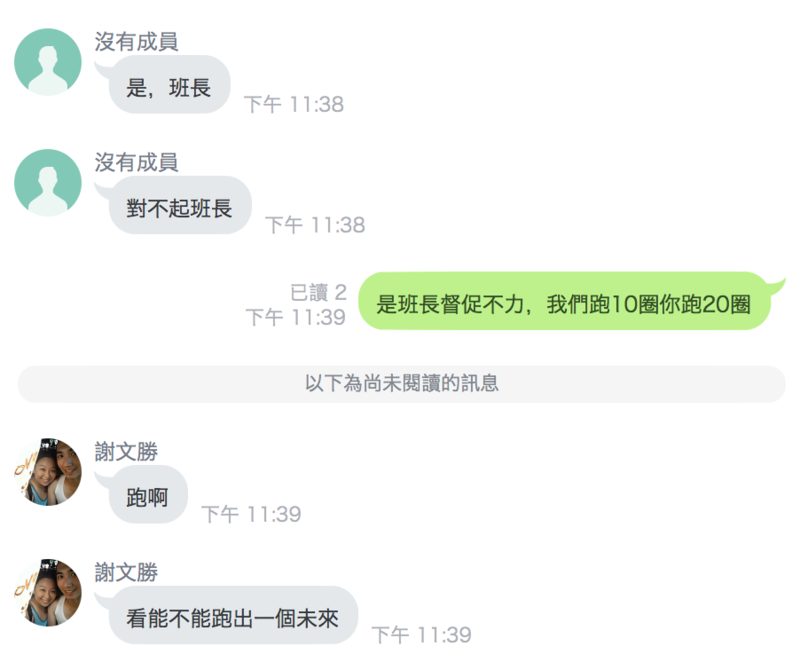 沒有成員
是，班長
下午 11:38
沒有成員
對不起班長
下午 11:38
已讀 2
下午 11:39
是班長督促不力，我們跑10圈你跑20圈
以下為尚未閱讀的訊息
謝文勝
跑啊
下午 11:39
謝文勝
看能不能跑出一個未來
下午 11:39